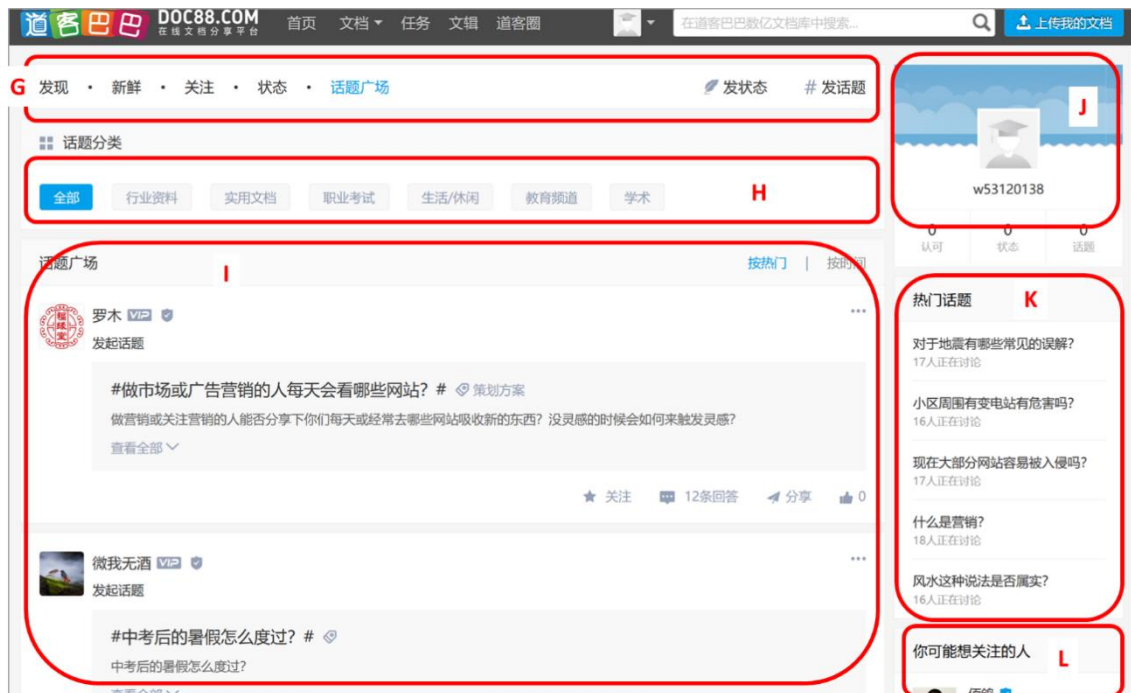 道客巴巴 DOC88.COM 首页 文档 任务 文辑 道客圈 在道客巴巴数亿文档库中搜索... 上传我的文档
在线文档分享平台
G 发现 · 新鲜 · 关注 · 状态 · 话题广场 发状态 # 发话题
话题分类
全部 行业资料 实用文档 职业考试 生活/休闲 教育频道 学术 H
话题广场 I 按热门 | 按时间
罗木 VIP
发起话题
#做市场或广告营销的人每天会看哪些网站？# 策划方案
做营销或关注营销的人能否分享下你们每天或经常去哪些网站吸收新的东西？没灵感的时候会如何来触发灵感？
查看全部
关注 12条回答 分享 0
微我无酒 VIP
发起话题
#中考后的暑假怎么度过？#
中考后的暑假怎么度过？
查看全部
J
w53120138
0 0 0
认可 状态 话题
热门话题 K
对于地震有哪些常见的误解？
17人正在讨论
小区周围有变电站有危害吗？
16人正在讨论
现在大部分网站容易被入侵吗？
17人正在讨论
什么是营销？
18人正在讨论
风水这种说法是否属实？
16人正在讨论
你可能想关注的人 L